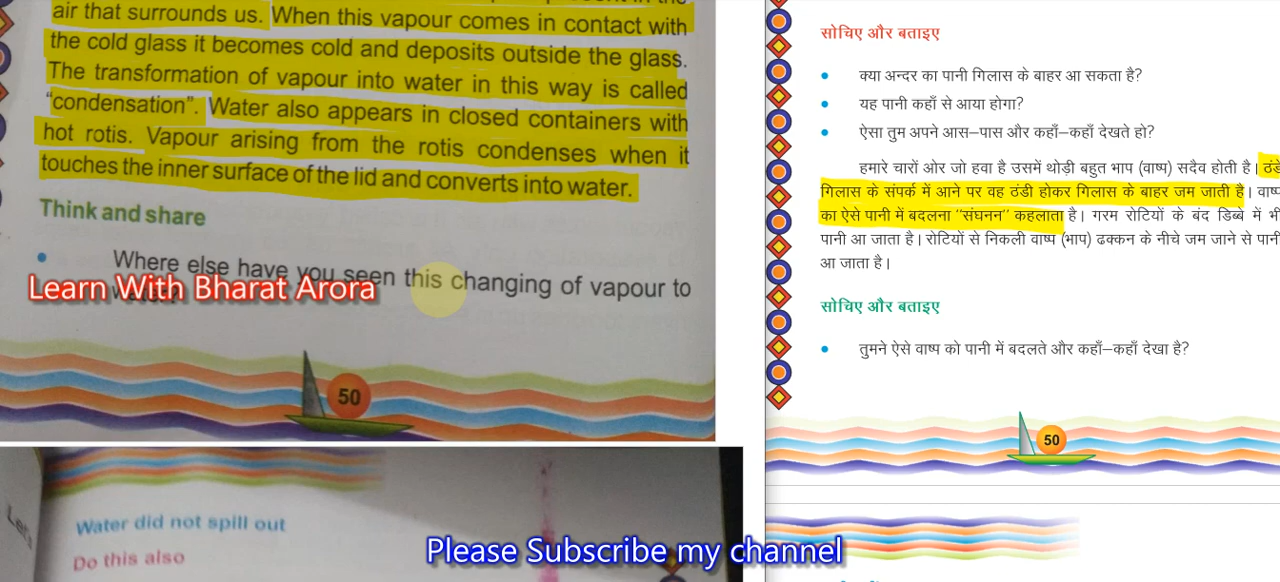 air that surrounds us. When this vapour comes in contact with
the cold glass it becomes cold and deposits outside the glass.
The transformation of vapour into water in this way is called
“condensation”. Water also appears in closed containers with
hot rotis. Vapour arising from the rotis condenses when it
touches the inner surface of the lid and converts into water.
Think and share
• Where else have you seen this changing of vapour to
Learn With Bharat Arora
50
Water did not spill out
Do this also
Please Subscribe my channel
सोचिए और बताइए
• क्या अन्दर का पानी गिलास के बाहर आ सकता है?
• यह पानी कहाँ से आया होगा?
• ऐसा तुम अपने आस–पास और कहाँ–कहाँ देखते हो?
हमारे चारों ओर जो हवा है उसमें थोड़ी बहुत भाप (वाष्प) सदैव होती है। ठंडे
गिलास के संपर्क में आने पर वह ठंडी होकर गिलास के बाहर जम जाती है। वाष्प
का ऐसे पानी में बदलना ‘‘संघनन’’ कहलाता है। गरम रोटियों के बंद डिब्बे में भी
पानी आ जाता है। रोटियों से निकली वाष्प (भाप) ढक्कन के नीचे जम जाने से पानी
आ जाता है।
सोचिए और बताइए
• तुमने ऐसे वाष्प को पानी में बदलते और कहाँ–कहाँ देखा है?
50